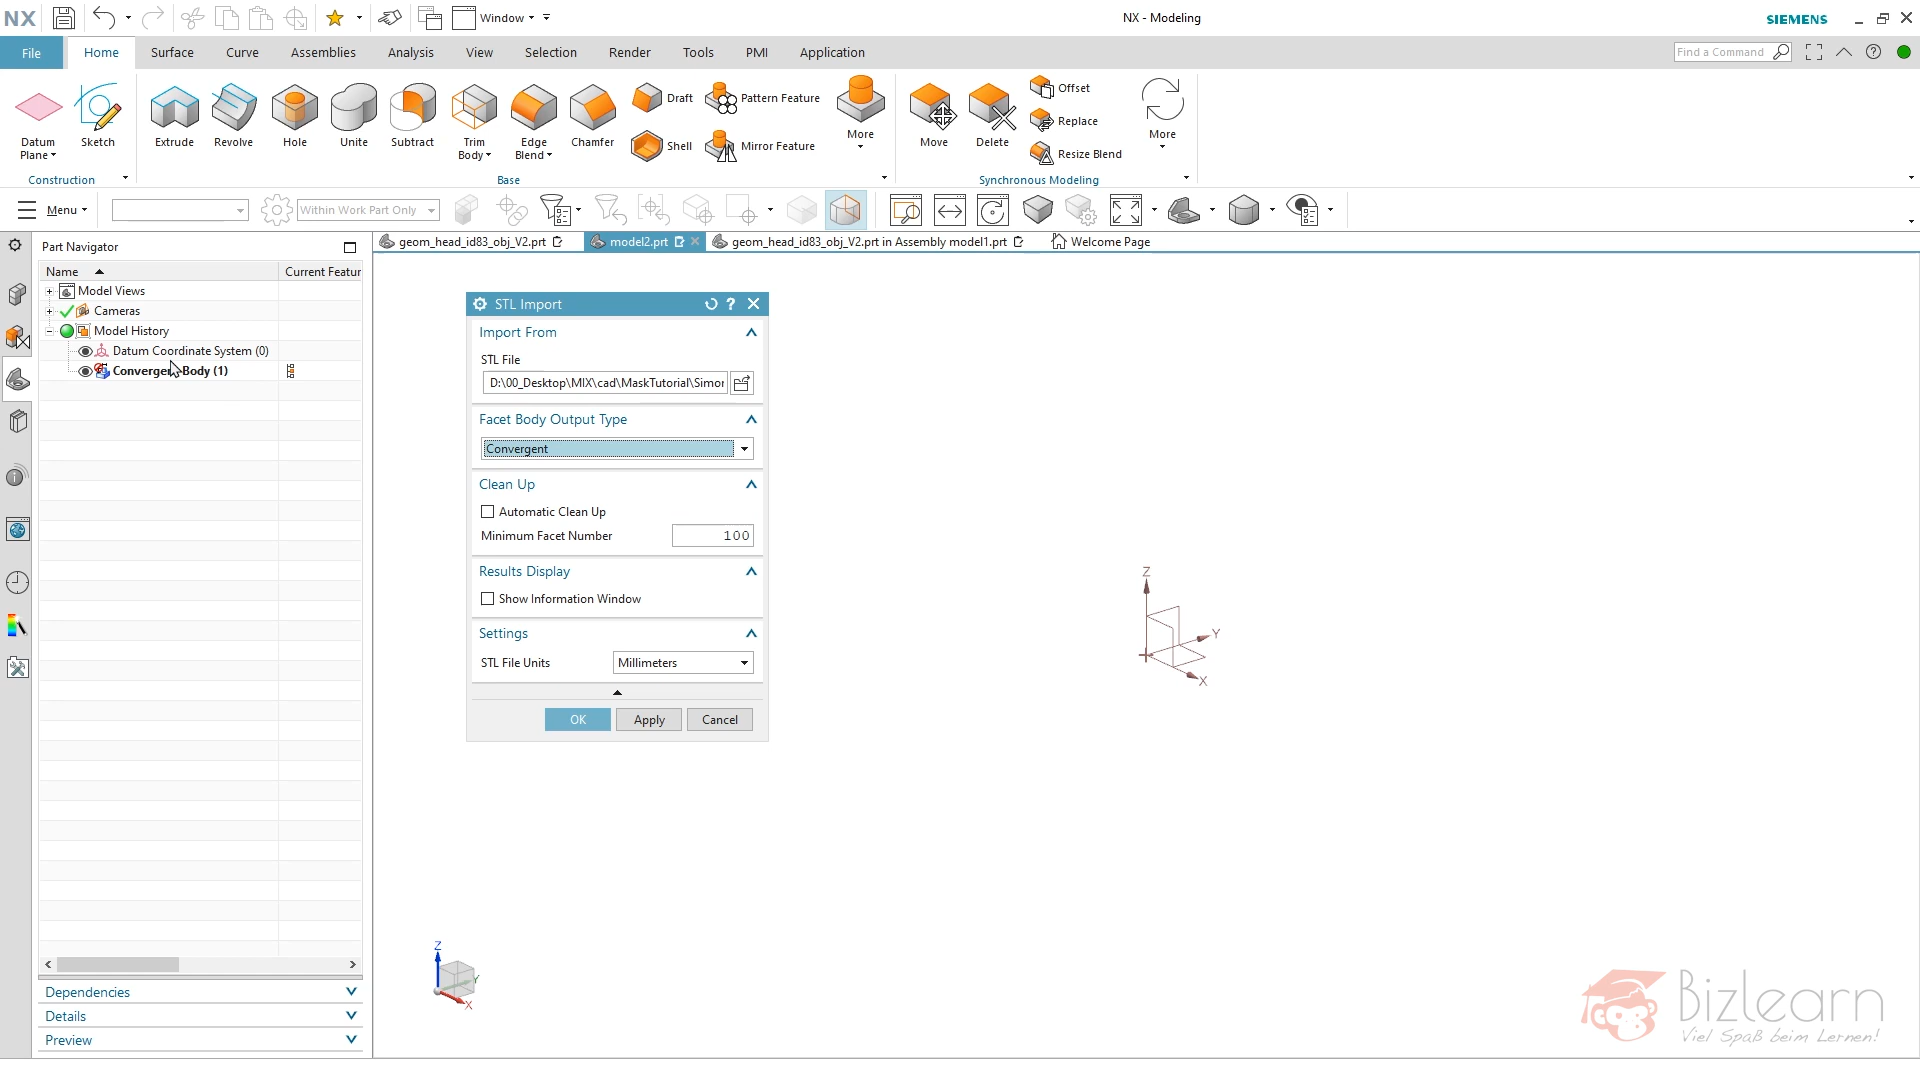 NX
Window
NX - Modeling
SIEMENS
File
Home
Surface
Curve
Assemblies
Analysis
View
Selection
Render
Tools
PMI
Application
Find a Command
Datum
Plane
Sketch
Extrude
Revolve
Hole
Unite
Subtract
Trim
Body
Edge
Blend
Chamfer
Draft
Shell
Pattern Feature
Mirror Feature
More
Move
Delete
Offset
Replace
Resize Blend
More
Construction
Base
Synchronous Modeling
Menu
Within Work Part Only
Part Navigator
geom_head_id83_obj_V2.prt
model2.prt
geom_head_id83_obj_V2.prt in Assembly model1.prt
Welcome Page
Name
Current Featur
Model Views
Cameras
Model History
Datum Coordinate System (0)
Body (1)
STL Import
Import From
STL File
D:\00_Desktop\MIX\cad\MaskTutorial\Simor
Facet Body Output Type
Convergent
Clean Up
Automatic Clean Up
Minimum Facet Number
100
Results Display
Show Information Window
Settings
STL File Units
Millimeters
OK
Apply
Cancel
Z
Y
X
Z
Y
X
Dependencies
Details
Preview
Bizlearn
Viel Spaß beim Lernen!